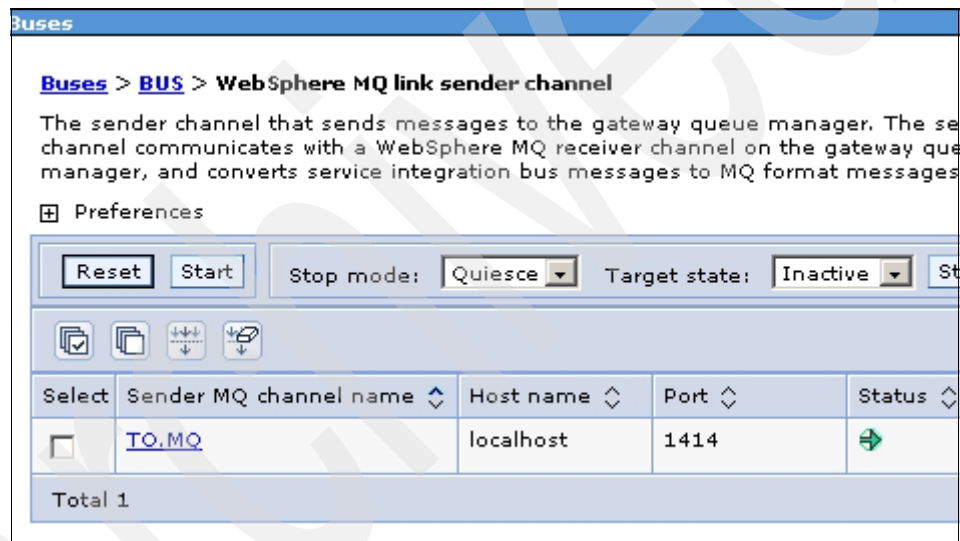 Buses
Buses > BUS > WebSphere MQ link sender channel
The sender channel that sends messages to the gateway queue manager. The se
channel communicates with a WebSphere MQ receiver channel on the gateway que
manager, and converts service integration bus messages to MQ format messages
Preferences
Reset Start Stop mode: Quiesce Target state: Inactive St
Select Sender MQ channel name Host name Port Status
TO.MQ localhost 1414
Total 1